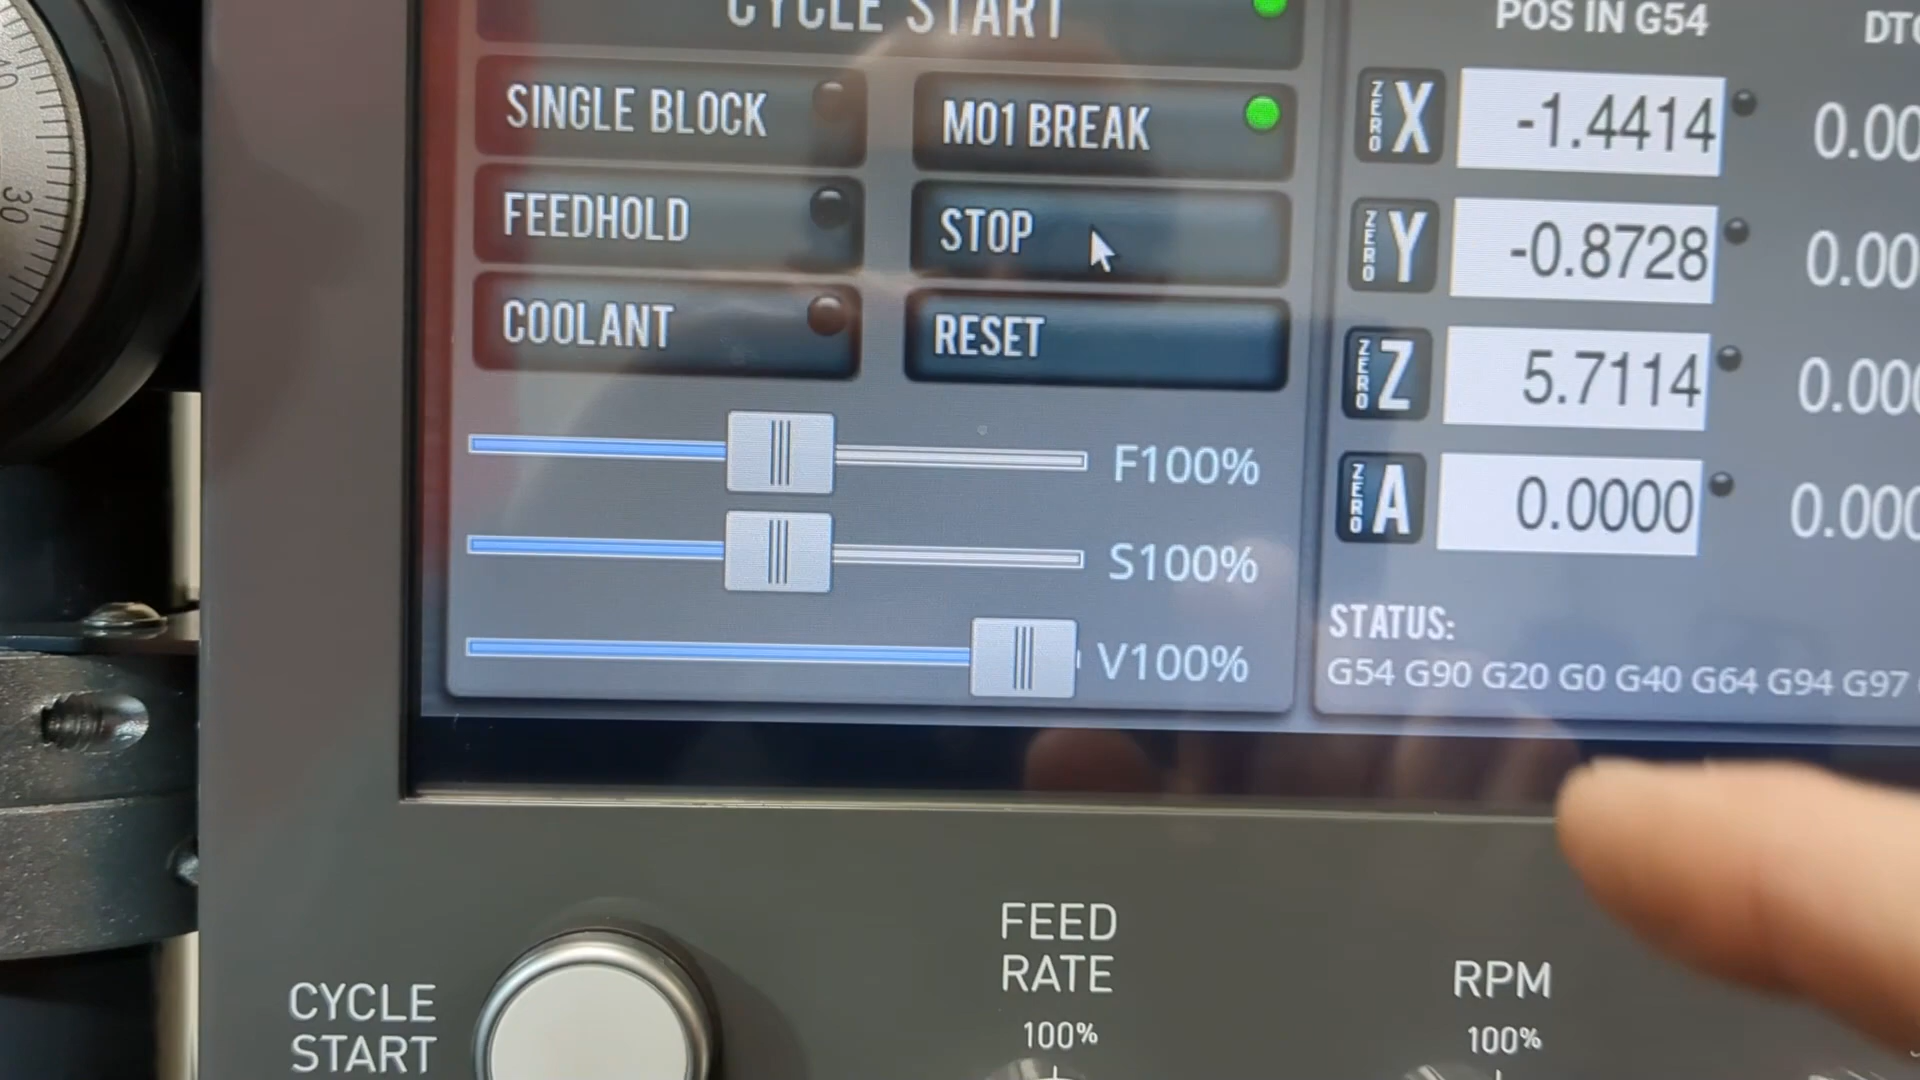 CYCLE START
SINGLE BLOCK
M01 BREAK
FEEDHOLD
STOP
COOLANT
RESET
F100%
S100%
V100%
POS IN G54
ZERO X -1.4414 0.00
ZERO Y -0.8728 0.00
ZERO Z 5.7114 0.000
ZERO A 0.0000 0.000
STATUS:
G54 G90 G20 G0 G40 G64 G94 G97
40
30
CYCLE
START
FEED
RATE
100%
RPM
100%